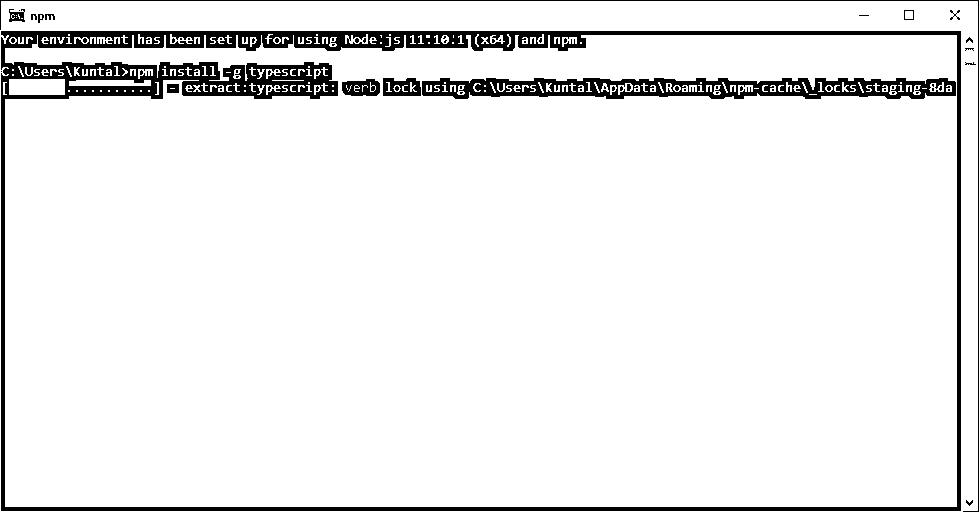 npm
Your environment has been set up for using Node.js 11.10.1 (x64) and npm.
C:\Users\Kuntal>npm install -g typescript
[      ..........] - extract:typescript: verb lock using C:\Users\Kuntal\AppData\Roaming\npm-cache\_locks\staging-8da